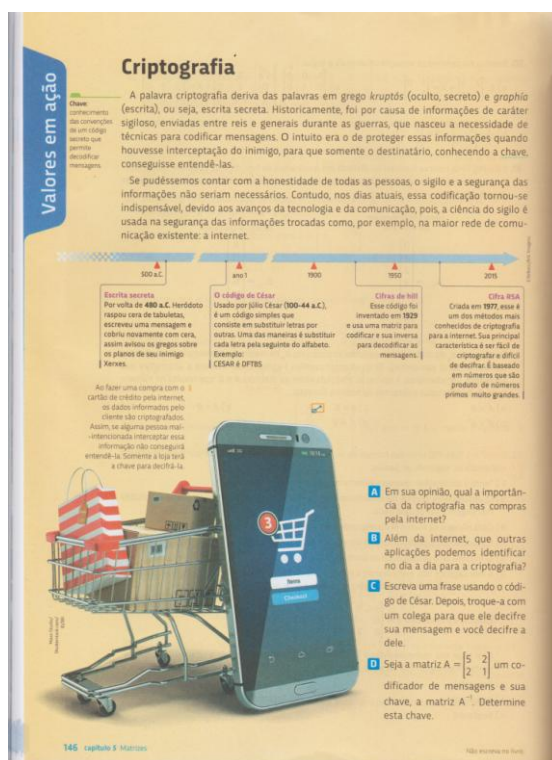 Valores em ação
Criptografia
Chave:
conhecimento
das convenções
de um código
secreto que
permite
decodificar
mensagens.
A palavra criptografia deriva das palavras em grego kruptós (oculto, secreto) e graphia
(escrita), ou seja, escrita secreta. Historicamente, foi por causa de informações de caráter
sigiloso, enviadas entre reis e generais durante as guerras, que nasceu a necessidade de
técnicas para codificar mensagens. O intuito era o de proteger essas informações quando
houvesse interceptação do inimigo, para que somente o destinatário, conhecendo a chave,
conseguisse entendê-las.
Se pudéssemos contar com a honestidade de todas as pessoas, o sigilo e a segurança das
informações não seriam necessários. Contudo, nos dias atuais, essa codificação tornou-se
indispensável, devido aos avanços da tecnologia e da comunicação, pois, a ciência do sigilo é
usada na segurança das informações trocadas como, por exemplo, na maior rede de comu-
nicação existente: a internet.
500 a.C.
ano 1
1900
1950
2015
Escrita secreta
Por volta de 480 a.C. Heródoto
raspou cera de tabuletas,
escreveu uma mensagem e
cobriu novamente com cera,
assim avisou os gregos sobre
os planos de seu inimigo
Xerxes.
O código de César
Usado por Júlio César (100-44 a.C.),
é um código simples que
consiste em substituir letras por
outras. Uma das maneiras é substituir
cada letra pela seguinte do alfabeto.
Exemplo:
CESAR é DFTBS
Cifras de hill
Esse código foi
inventado em 1929
e usa uma matriz para
codificar e sua inversa
para decodificar as
mensagens.
Cifra RSA
Criada em 1977, esse é
um dos métodos mais
conhecidos de criptografia
para a internet. Sua principal
característica é ser fácil de
criptografar e difícil
de decifrar. É baseado
em números que são
produto de números
primos muito grandes.
Ao fazer uma compra com o
cartão de crédito pela internet,
os dados informados pelo
cliente são criptografados.
Assim, se alguma pessoa mal-
-intencionada interceptar essa
informação não conseguirá
entendê-la. Somente a loja terá
a chave para decifrá-la.
3
Items
Checkout
A Em sua opinião, qual a importân-
cia da criptografia nas compras
pela internet?
B Além da internet, que outras
aplicações podemos identificar
no dia a dia para a criptografia?
C Escreva uma frase usando o códi-
go de César. Depois, troque-a com
um colega para que ele decifre
sua mensagem e você decifre a
dele.
D Seja a matriz A = |5 2| um co-
|2 1|
dificador de mensagens e sua
chave, a matriz A⁻¹. Determine
esta chave.
146 capítulo 5 Matrizes
Não escreva no livro.